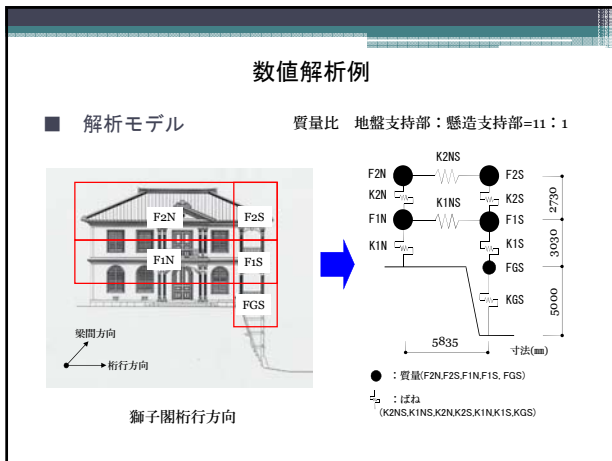 数値解析例
■ 解析モデル
質量比 地盤支持部：懸造支持部=11：1
F2N
F2S
F1N
F1S
FGS
梁間方向
桁行方向
獅子閣桁行方向
K2NS
F2N
F2S
K2N
K2S
K1NS
F1N
F1S
K1N
K1S
FGS
KGS
2730
3030
5000
5835
寸法(㎜)
：質量(F2N,F2S,F1N,F1S, FGS)
：ばね
(K2NS,K1NS,K2N,K2S,K1N,K1S,KGS)